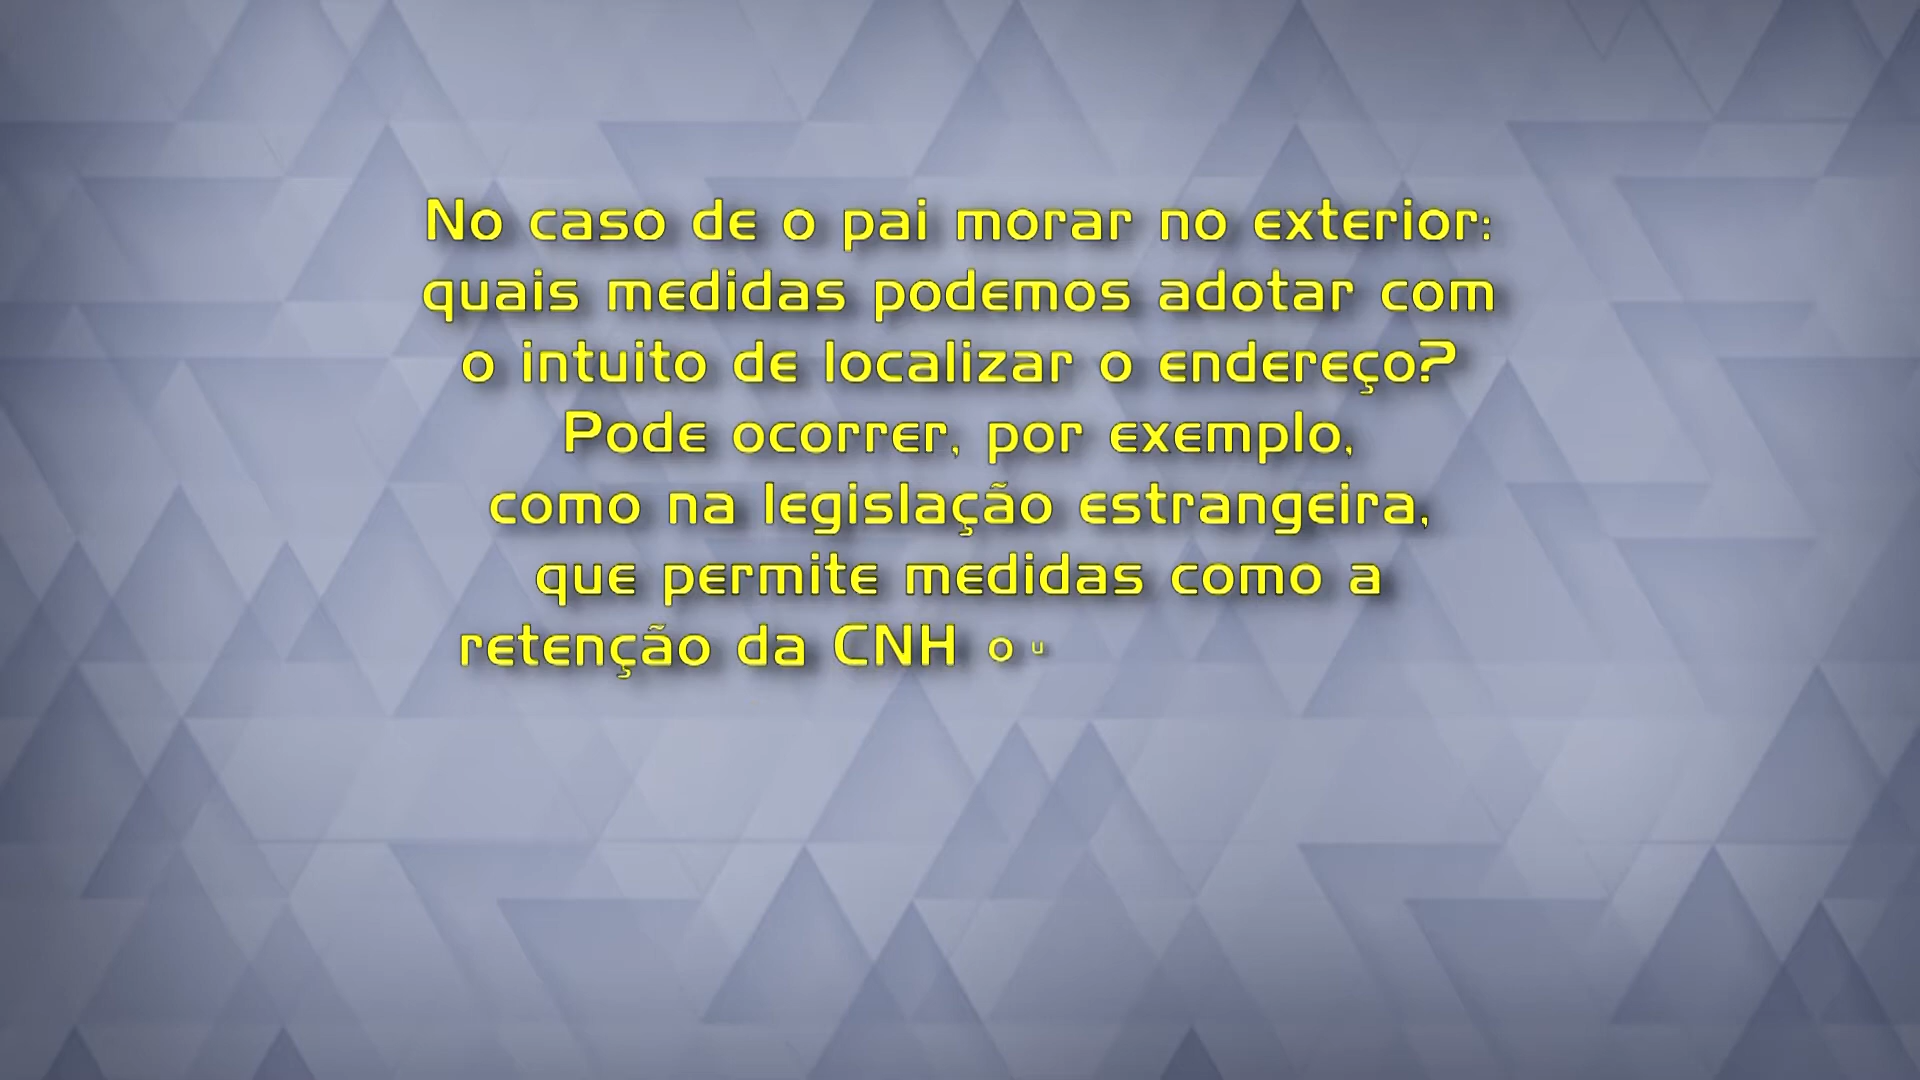 No caso de o pai morar no exterior:
quais medidas podemos adotar com
o intuito de localizar o endereço?
Pode ocorrer, por exemplo,
como na legislação estrangeira,
que permite medidas como a
retenção da CNH ou